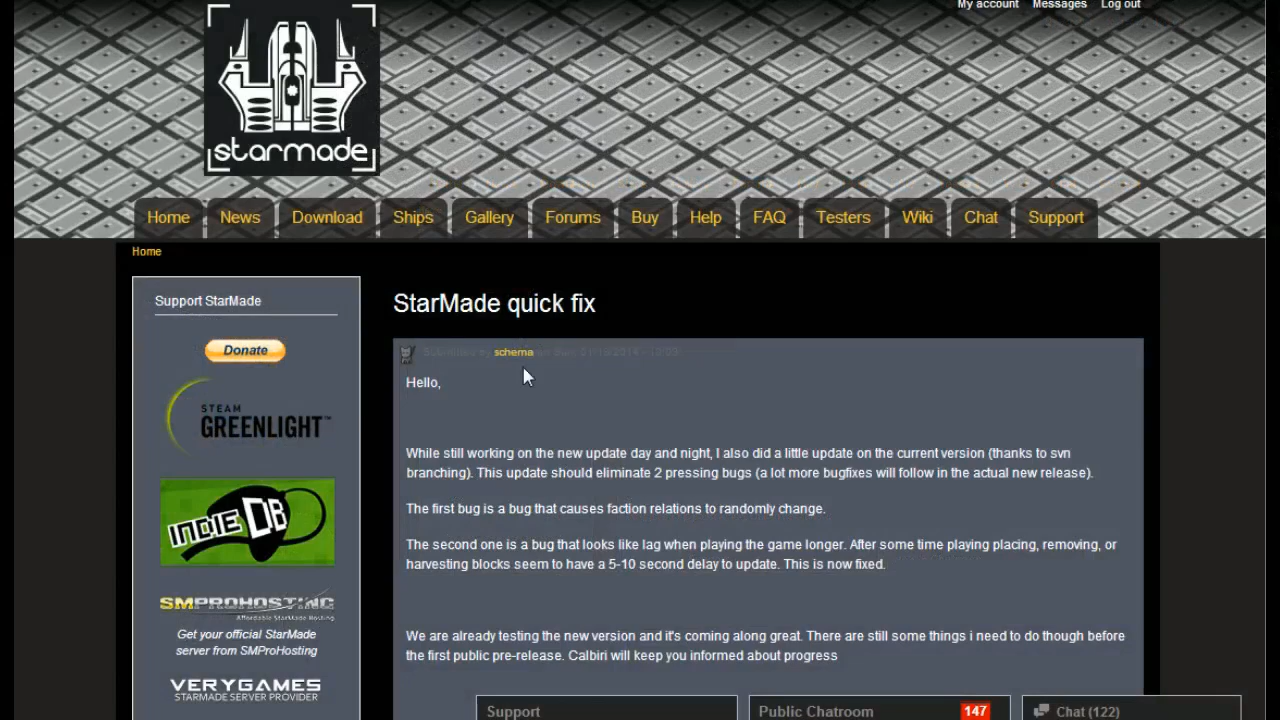 My account Messages Log out
starmade
Home News Download Ships Gallery Forums Buy Help FAQ Testers Wiki Chat Support
Home
Support StarMade
Donate
STEAM
GREENLIGHT™
INDIE DB
SMPROHOSTING
Affordable StarMade Hosting
Get your official StarMade
server from SMProHosting
VERYGAMES
STARMADE SERVER PROVIDER
StarMade quick fix
Submitted by schema on
Hello,
While still working on the new update day and night, I also did a little update on the current version (thanks to svn
branching). This update should eliminate 2 pressing bugs (a lot more bugfixes will follow in the actual new release).
The first bug is a bug that causes faction relations to randomly change.
The second one is a bug that looks like lag when playing the game longer. After some time playing placing, removing, or
harvesting blocks seem to have a 5-10 second delay to update. This is now fixed.
We are already testing the new version and it's coming along great. There are still some things i need to do though before
the first public pre-release. Calbiri will keep you informed about progress
Support
Public Chatroom 147
Chat (122)